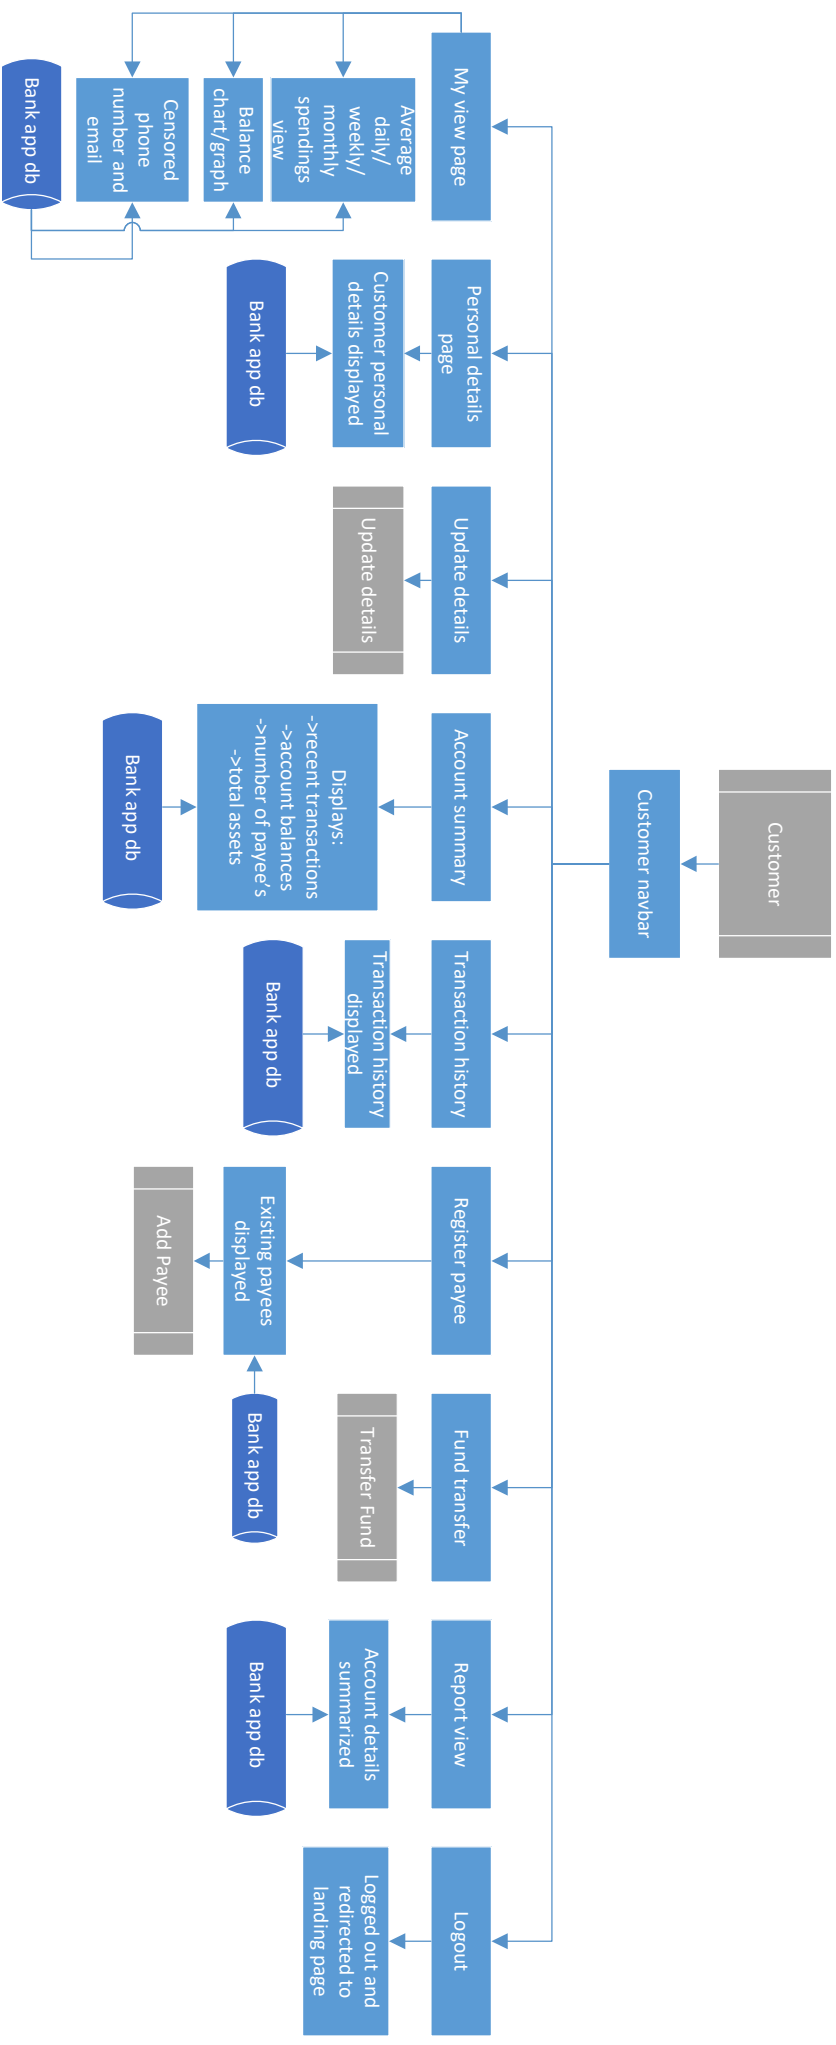 Customer
Customer navbar
My view page
Personal details
page
Update details
Account summary
Transaction history
Register payee
Fund transfer
Report view
Logout
Average
daily/
weekly/
monthly
spendings
view
Balance
chart/graph
Censored
phone
number and
email
Bank app db
Customer personal
details displayed
Bank app db
Update details
Displays:
->recent transactions
->account balances
->number of payee's
->total assets
Bank app db
Transaction history
displayed
Bank app db
Existing payees
displayed
Add Payee
Bank app db
Transfer Fund
Account details
summarized
Bank app db
Logged out and
redirected to
landing page